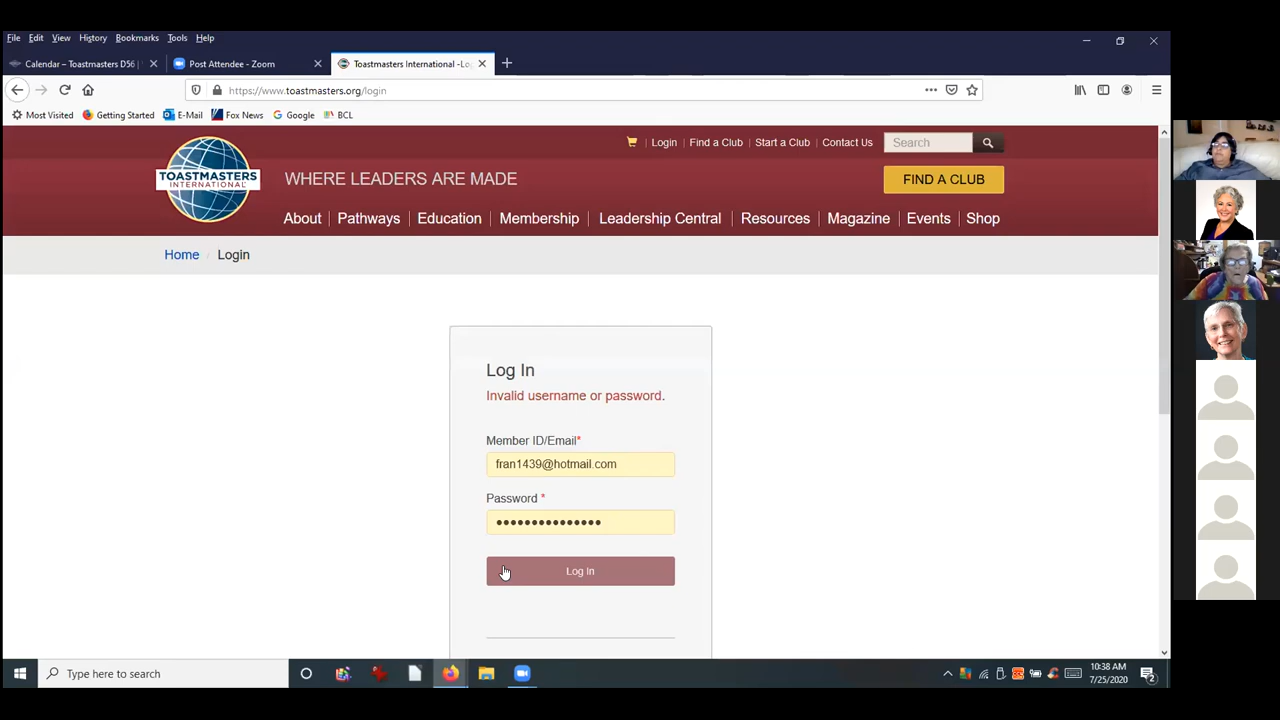 File Edit View History Bookmarks Tools Help
Calendar – Toastmasters D56 |
Post Attendee - Zoom
Toastmasters International -Lo
https://www.toastmasters.org/login
Most Visited Getting Started E-Mail Fox News Google BCL
Login Find a Club Start a Club Contact Us Search
TOASTMASTERS
INTERNATIONAL
WHERE LEADERS ARE MADE
FIND A CLUB
About Pathways Education Membership Leadership Central Resources Magazine Events Shop
Home / Login
Log In
Invalid username or password.
Member ID/Email*
fran1439@hotmail.com
Password *
•••••••••••••••
Log In
Type here to search
10:38 AM
7/25/2020
2